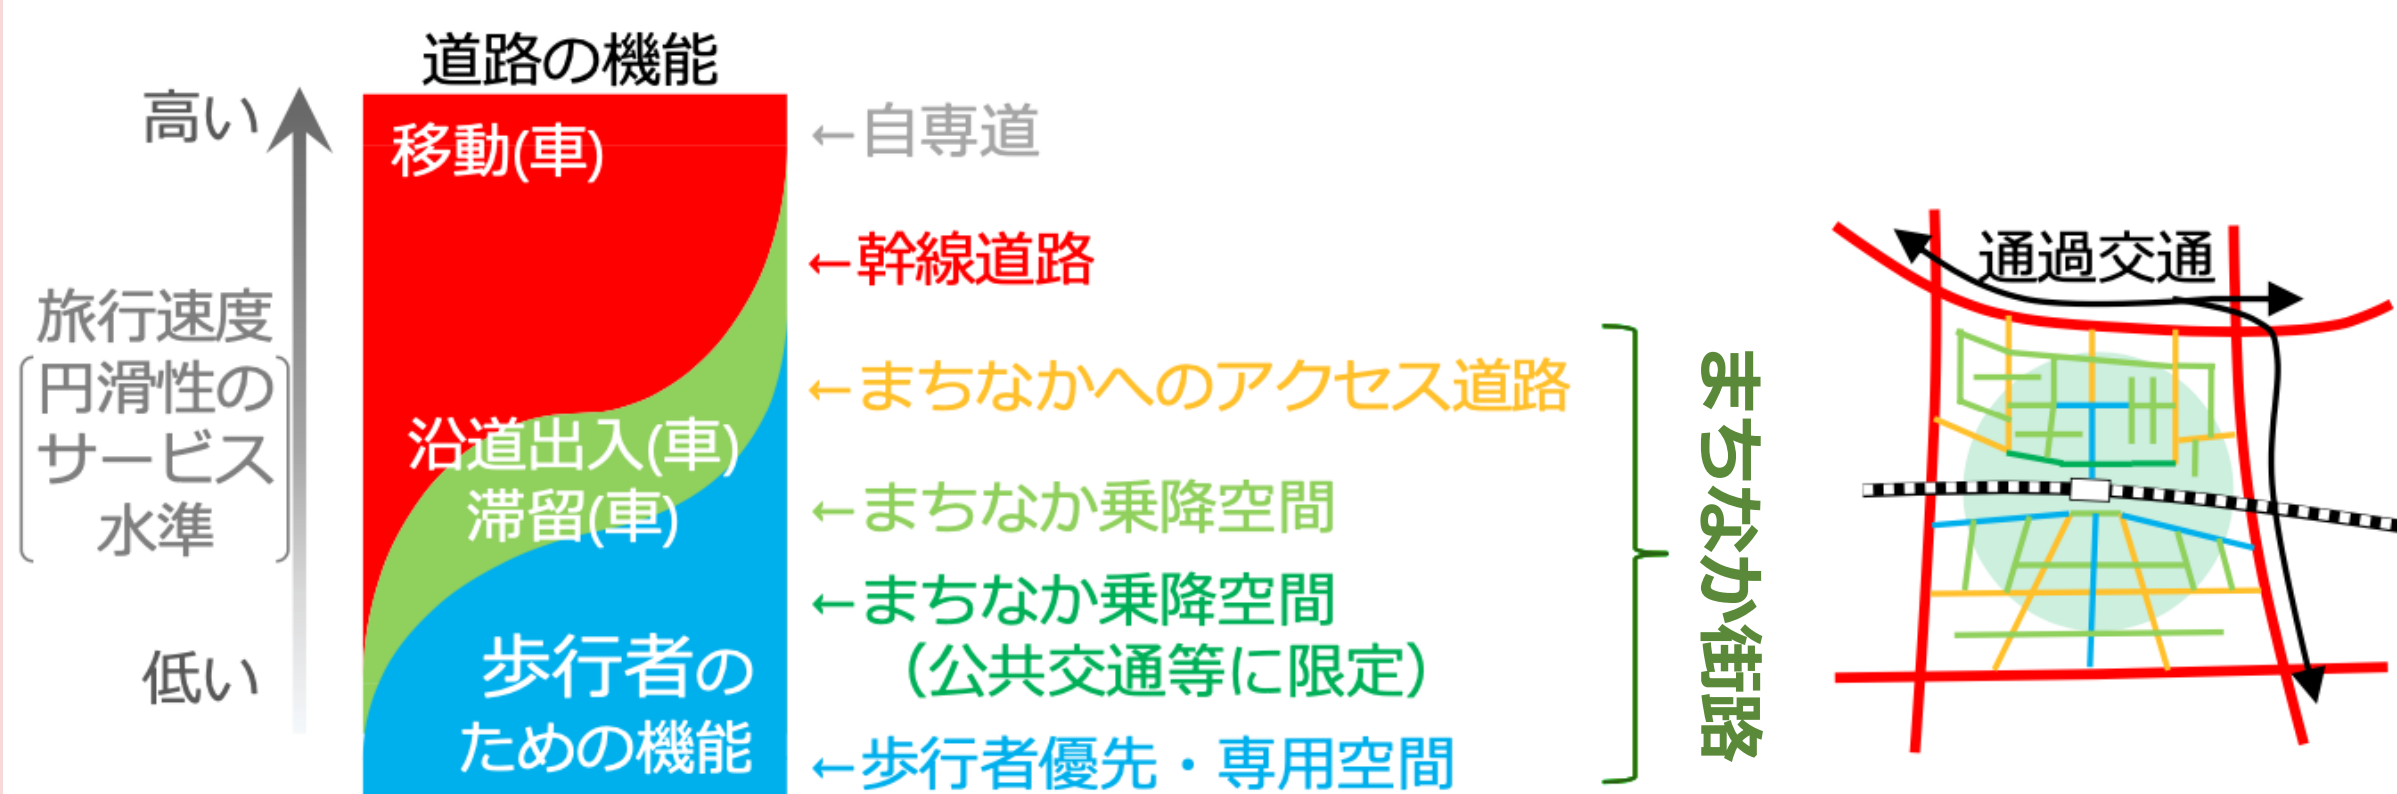 道路の機能
高い
旅行速度
円滑性の
サービス
水準
低い
移動(車)
沿道出入(車)
滞留(車)
歩行者の
ための機能
←自専道
←幹線道路
←まちなかへのアクセス道路
←まちなか乗降空間
←まちなか乗降空間
（公共交通等に限定）
←歩行者優先・専用空間
まちなか街路
通過交通